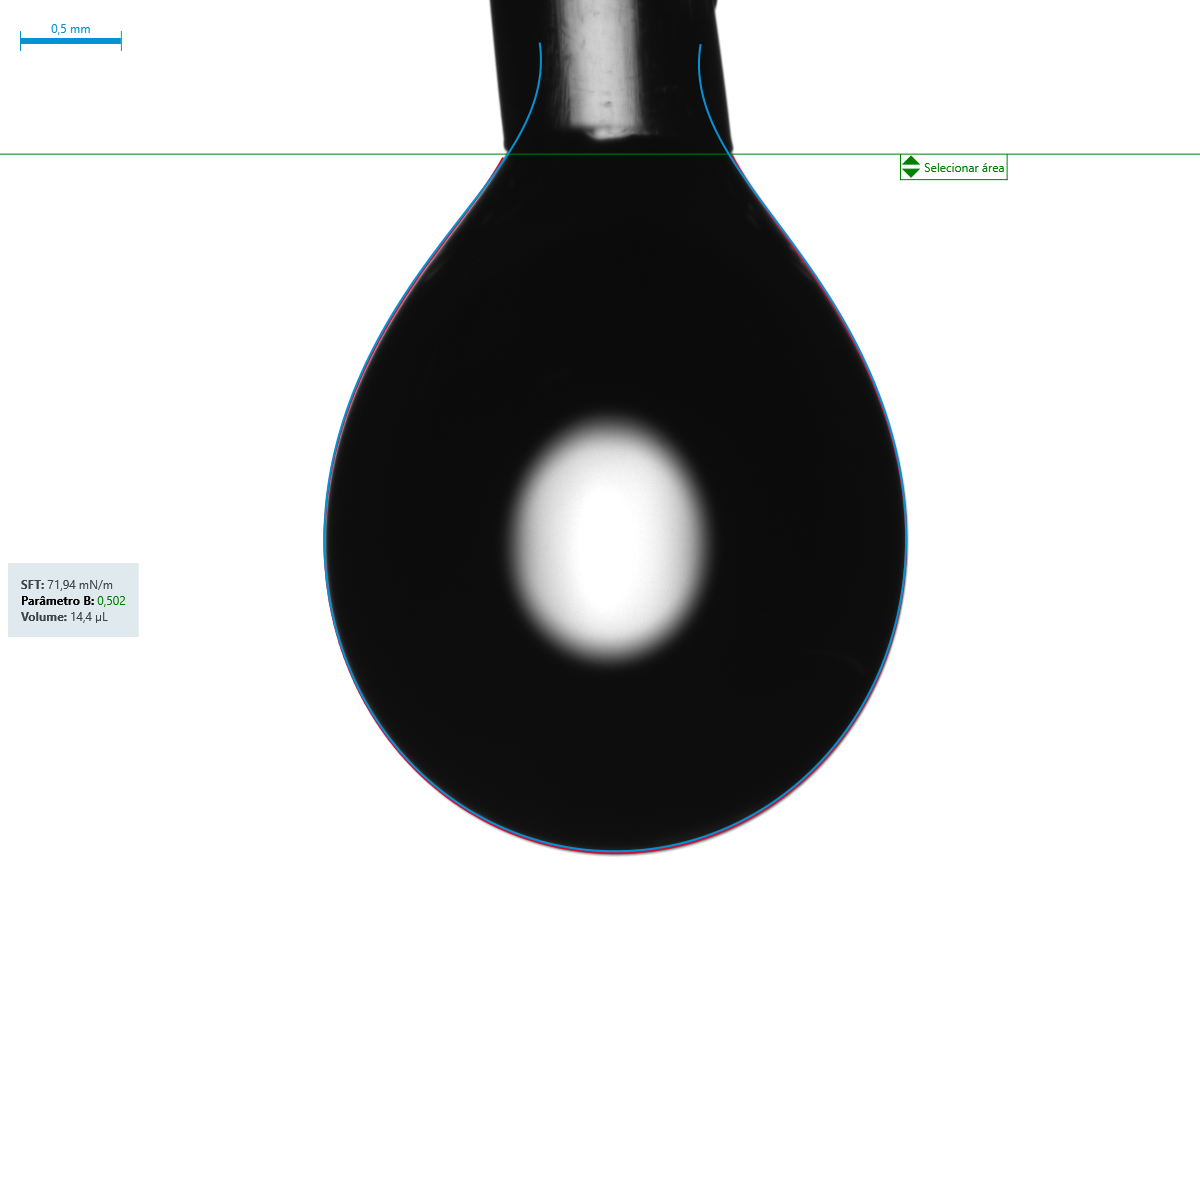 0,5 mm
Selecionar área
SFT: 71,94 mN/m
Parâmetro B: 0,502
Volume: 14,4 µL